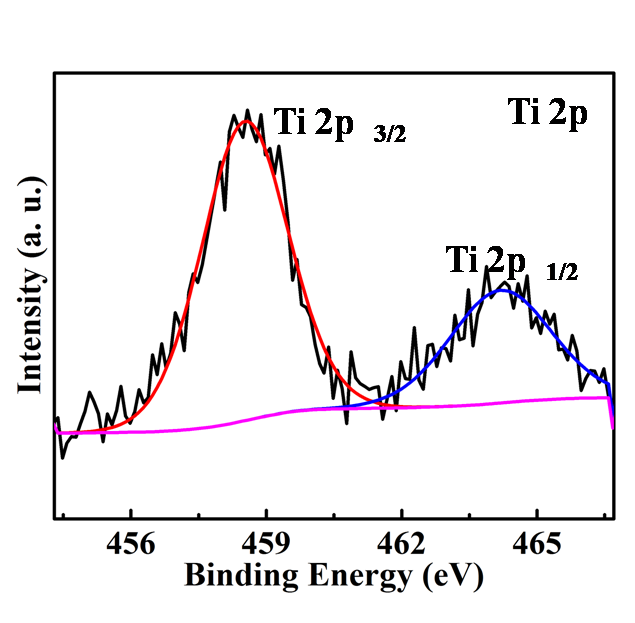 Ti 2p
Ti 2p 3/2
Ti 2p 1/2
Intensity (a. u.)
456 459 462 465
Binding Energy (eV)